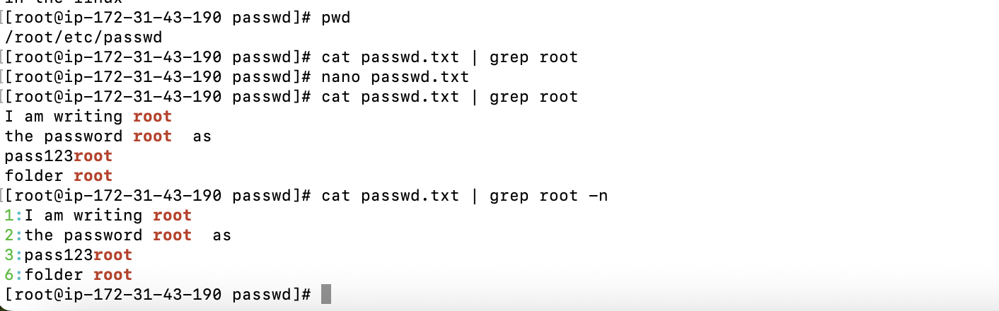 in the linux
[root@ip-172-31-43-190 passwd]# pwd
/root/etc/passwd
[root@ip-172-31-43-190 passwd]# cat passwd.txt | grep root
[root@ip-172-31-43-190 passwd]# nano passwd.txt
[root@ip-172-31-43-190 passwd]# cat passwd.txt | grep root
I am writing root
the password root  as
pass123root
folder root
[root@ip-172-31-43-190 passwd]# cat passwd.txt | grep root -n
1:I am writing root
2:the password root  as
3:pass123root
6:folder root
[root@ip-172-31-43-190 passwd]#